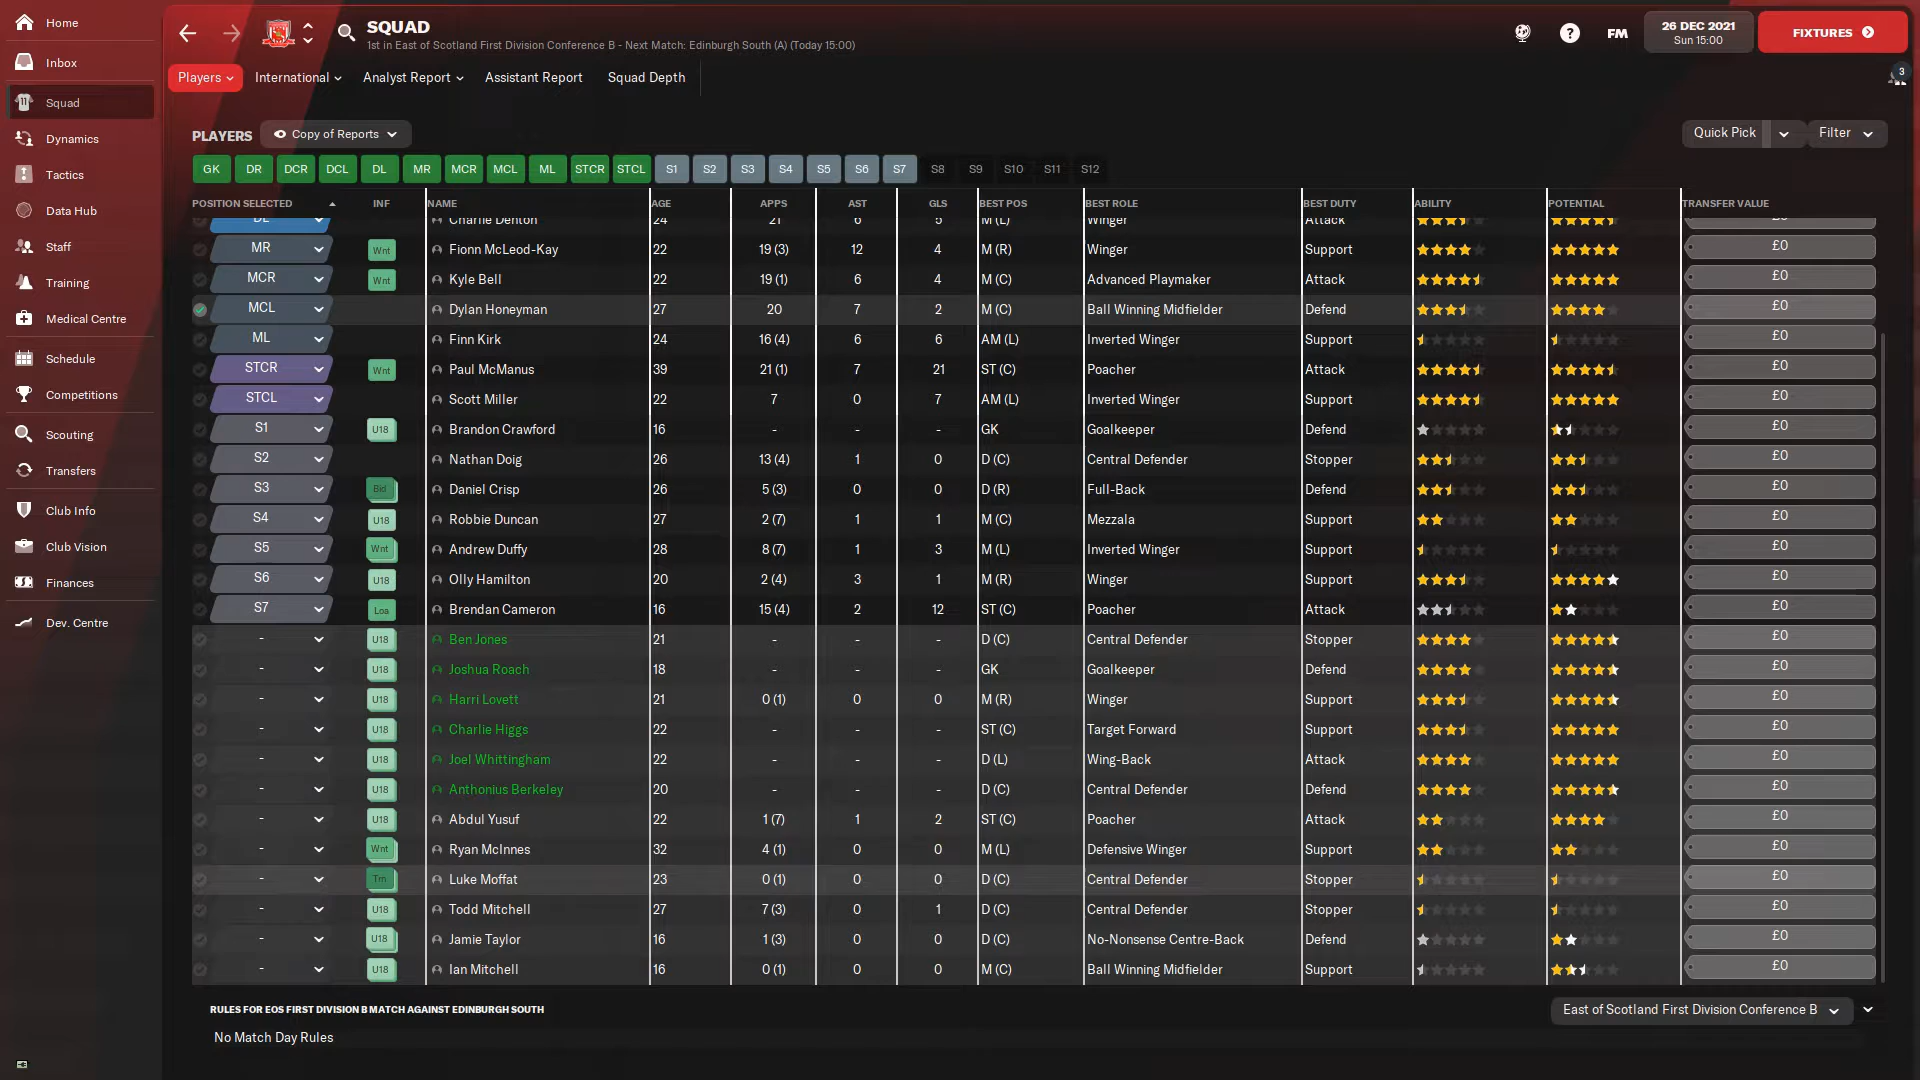 Home
Inbox
Squad
Dynamics
Tactics
Data Hub
Staff
Training
Medical Centre
Schedule
Competitions
Scouting
Transfers
Club Info
Club Vision
Finances
Dev. Centre
SQUAD
1st in East of Scotland First Division Conference B - Next Match: Edinburgh South (A) (Today 15:00)
FM
26 DEC 2021
Sun 15:00
FIXTURES
Players International Analyst Report Assistant Report Squad Depth
3
PLAYERS Copy of Reports Quick Pick Filter
GK DR DCR DCL DL MR MCR MCL ML STCR STCL S1 S2 S3 S4 S5 S6 S7 S8 S9 S10 S11 S12
POSITION SELECTED INF NAME AGE APPS AST GLS BEST POS BEST ROLE BEST DUTY ABILITY POTENTIAL TRANSFER VALUE
DL Charlie Denton 24 21 6 5 M (L) Winger Attack £0
MR Wnt Fionn McLeod-Kay 22 19 (3) 12 4 M (R) Winger Support £0
MCR Wnt Kyle Bell 22 19 (1) 6 4 M (C) Advanced Playmaker Attack £0
MCL Dylan Honeyman 27 20 7 2 M (C) Ball Winning Midfielder Defend £0
ML Finn Kirk 24 16 (4) 6 6 AM (L) Inverted Winger Support £0
STCR Wnt Paul McManus 39 21 (1) 7 21 ST (C) Poacher Attack £0
STCL Scott Miller 22 7 0 7 AM (L) Inverted Winger Support £0
S1 U18 Brandon Crawford 16 - - - GK Goalkeeper Defend £0
S2 Nathan Doig 26 13 (4) 1 0 D (C) Central Defender Stopper £0
S3 Bid Daniel Crisp 26 5 (3) 0 0 D (R) Full-Back Defend £0
S4 U18 Robbie Duncan 27 2 (7) 1 1 M (C) Mezzala Support £0
S5 Wnt Andrew Duffy 28 8 (7) 1 3 M (L) Inverted Winger Support £0
S6 U18 Olly Hamilton 20 2 (4) 3 1 M (R) Winger Support £0
S7 Loa Brendan Cameron 16 15 (4) 2 12 ST (C) Poacher Attack £0
- U18 Ben Jones 21 - - - D (C) Central Defender Stopper £0
- U18 Joshua Roach 18 - - - GK Goalkeeper Defend £0
- U18 Harri Lovett 21 0 (1) 0 0 M (R) Winger Support £0
- U18 Charlie Higgs 22 - - - ST (C) Target Forward Support £0
- U18 Joel Whittingham 22 - - - D (L) Wing-Back Attack £0
- U18 Anthonius Berkeley 20 - - - D (C) Central Defender Defend £0
- U18 Abdul Yusuf 22 1 (7) 1 2 ST (C) Poacher Attack £0
- Wnt Ryan McInnes 32 4 (1) 0 0 M (L) Defensive Winger Support £0
- Trn Luke Moffat 23 0 (1) 0 0 D (C) Central Defender Stopper £0
- U18 Todd Mitchell 27 7 (3) 0 1 D (C) Central Defender Stopper £0
- U18 Jamie Taylor 16 1 (3) 0 0 D (C) No-Nonsense Centre-Back Defend £0
- U18 Ian Mitchell 16 0 (1) 0 0 M (C) Ball Winning Midfielder Support £0
RULES FOR EOS FIRST DIVISION B MATCH AGAINST EDINBURGH SOUTH
East of Scotland First Division Conference B
No Match Day Rules